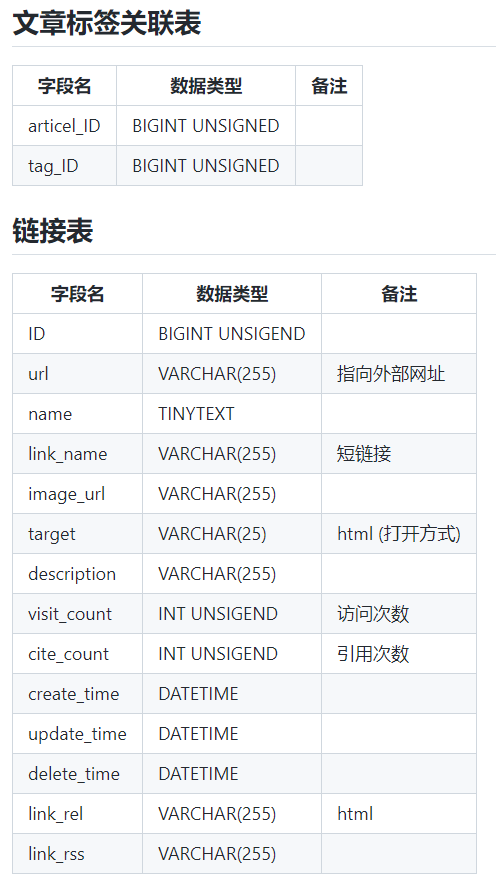 文章标签关联表
字段名 数据类型 备注
articel_ID BIGINT UNSIGNED
tag_ID BIGINT UNSIGNED
链接表
字段名 数据类型 备注
ID BIGINT UNSIGEND
url VARCHAR(255) 指向外部网址
name TINYTEXT
link_name VARCHAR(255) 短链接
image_url VARCHAR(255)
target VARCHAR(25) html (打开方式)
description VARCHAR(255)
visit_count INT UNSIGEND 访问次数
cite_count INT UNSIGEND 引用次数
create_time DATETIME
update_time DATETIME
delete_time DATETIME
link_rel VARCHAR(255) html
link_rss VARCHAR(255)